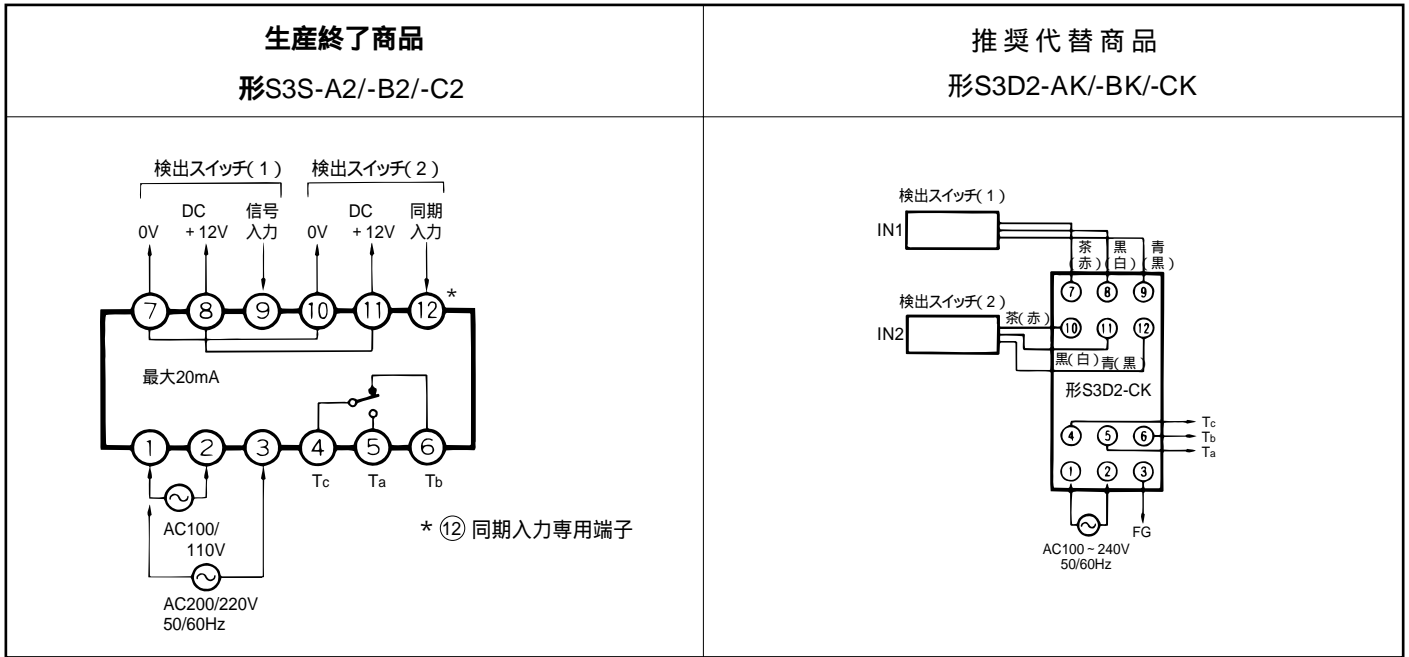 生産終了商品
形S3S-A2/-B2/-C2
検出スイッチ(1) 検出スイッチ(2)
DC 信号 DC 同期
0V +12V 入力 0V +12V 入力
7 8 9 10 11 12 *
最大20mA
1 2 3 4 5 6
Tc Ta Tb
AC100/
110V
* ⑫ 同期入力専用端子
AC200/220V
50/60Hz
推奨代替商品
形S3D2-AK/-BK/-CK
検出スイッチ(1)
IN1
茶 黒 青
(赤)(白)(黒)
7 8 9
検出スイッチ(2)
茶(赤)
IN2
10 11 12
黒(白) 青(黒)
形S3D2-CK
4 5 6
Tc
Tb
Ta
1 2 3
FG
AC100~240V
50/60Hz